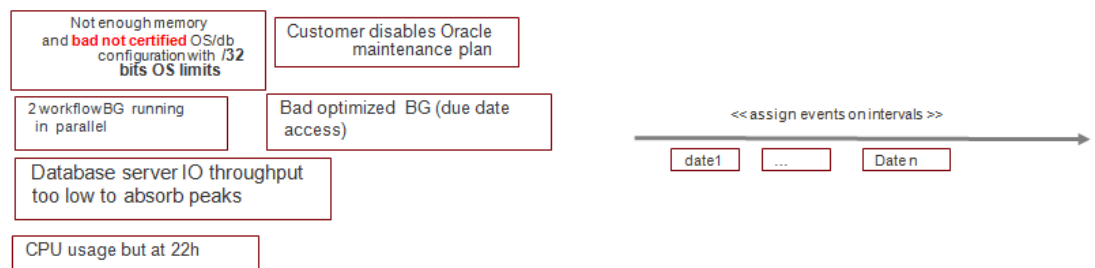 Not enough memory
and bad not certified OS/db
configuration with /32
bits OS limits
Customer disables Oracle
maintenance plan
2 workflow BG running
in parallel
Bad optimized BG (due date
access)
Database server IO throughput
too low to absorb peaks
CPU usage but at 22h
<< assign events on intervals >>
date1
...
Date n